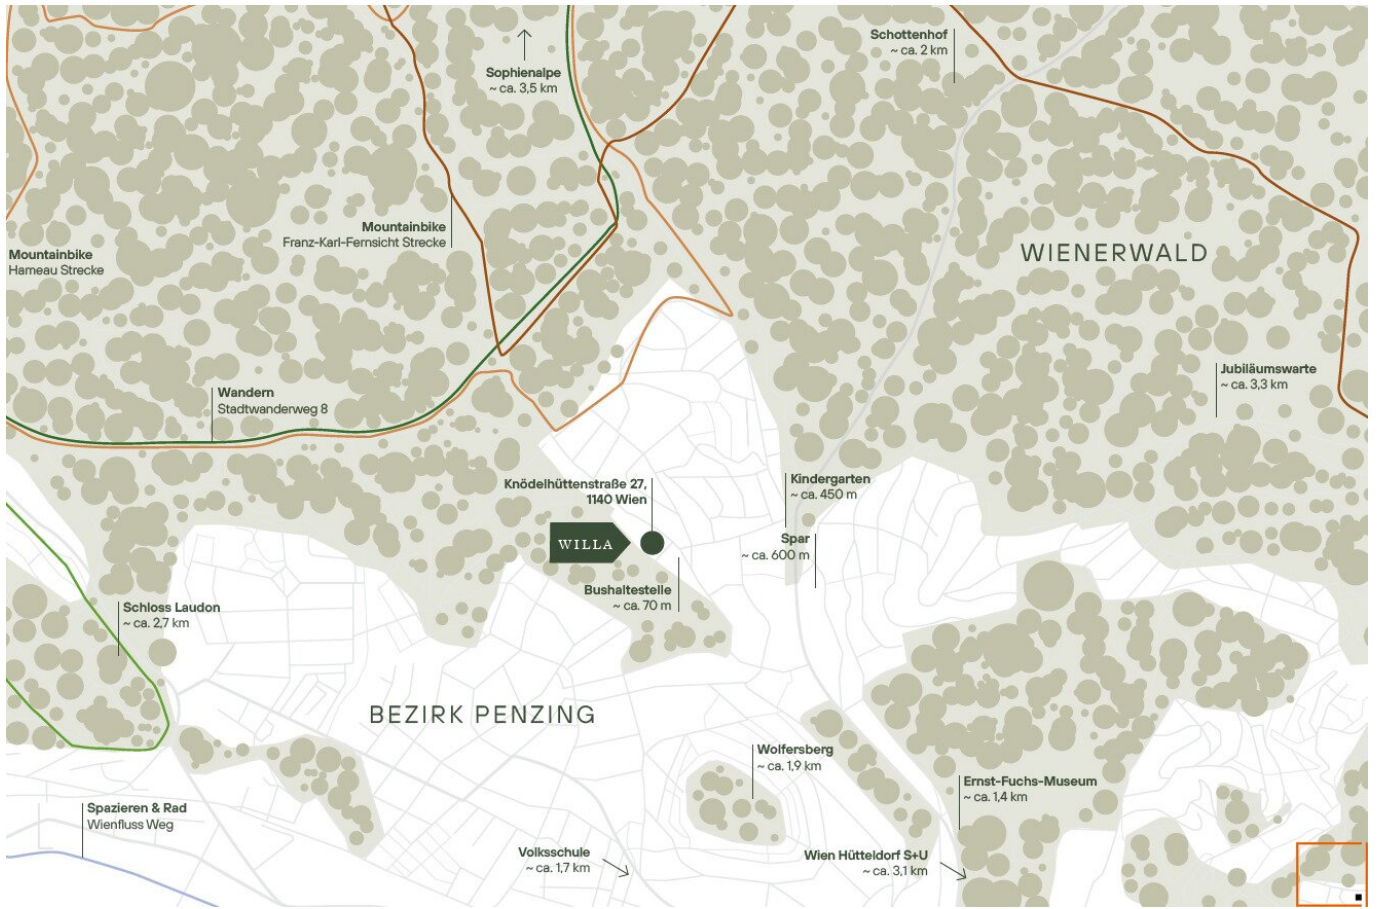 Schottenhof
~ ca. 2 km
Sophienalpe
~ ca. 3,5 km
Mountainbike
Franz-Karl-Fernsicht Strecke
WIENERWALD
Mountainbike
Hameau Strecke
Jubiläumswarte
~ ca. 3,3 km
Wandern
Stadtwanderweg 8
Knödelhüttenstraße 27,
1140 Wien
Kindergarten
~ ca. 450 m
WILLA
Spar
~ ca. 600 m
Bushaltestelle
~ ca. 70 m
Schloss Laudon
~ ca. 2,7 km
BEZIRK PENZING
Wolfersberg
~ ca. 1,9 km
Ernst-Fuchs-Museum
~ ca. 1,4 km
Spazieren & Rad
Wienfluss Weg
Volksschule
~ ca. 1,7 km
Wien Hütteldorf S+U
~ ca. 3,1 km